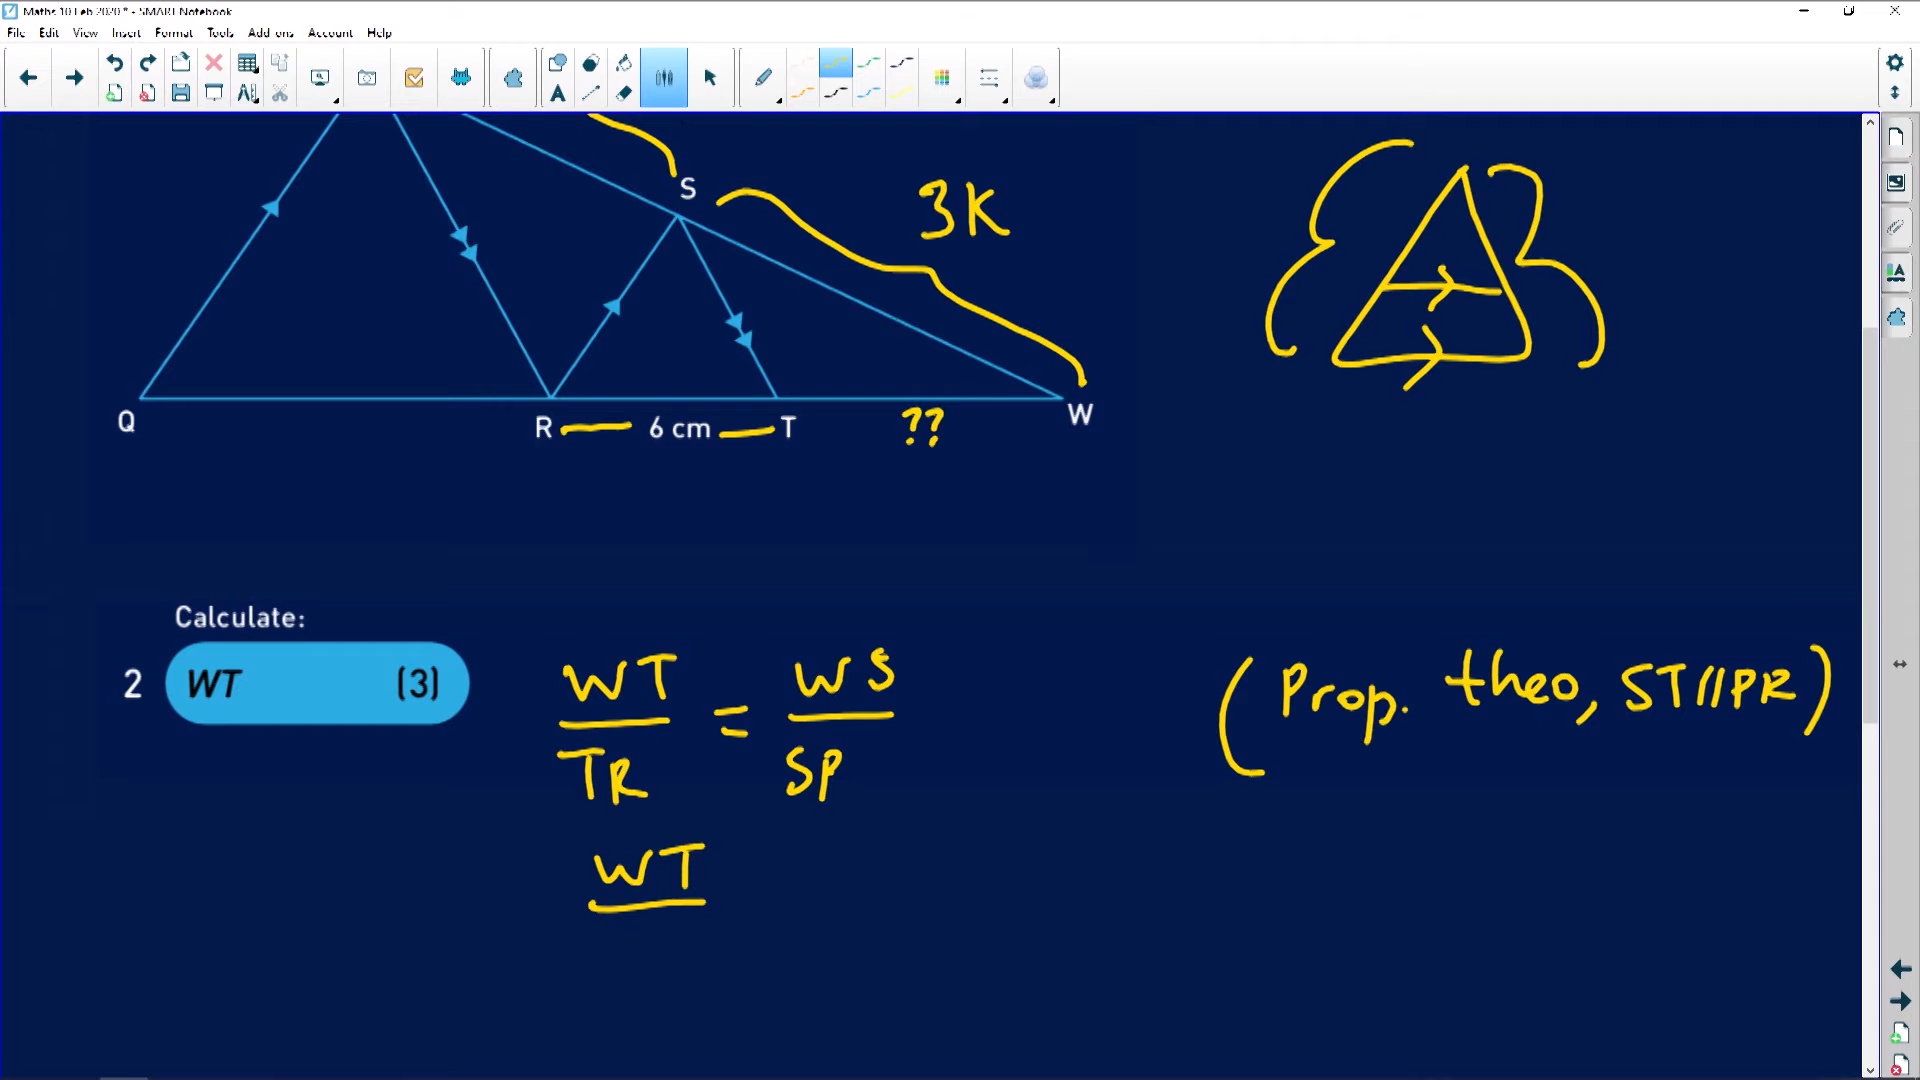 Maths 10 Feb 2020 * - SMART Notebook
File Edit View Insert Format Tools Add-ons Account Help
S
3K
Q
R 6 cm T ?? W
Calculate:
2 WT (3)
WT = WS (Prop. theo, ST//PR)
TR SP
WT